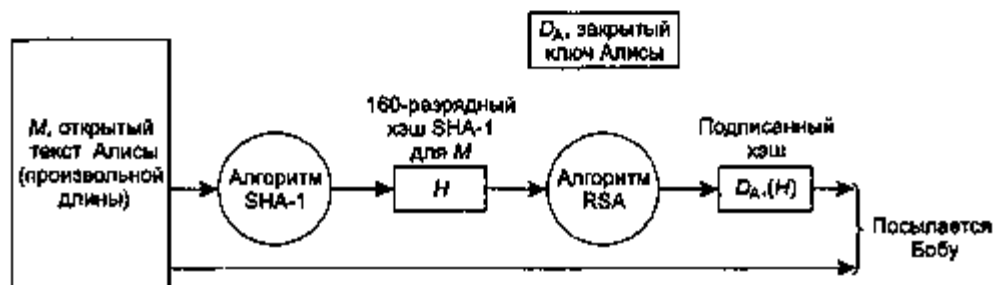 D_A, закрытый
ключ Алисы
M, открытый
текст Алисы
(произвольной
длины)
Алгоритм
SHA-1
160-разрядный
хэш SHA-1
для M
H
Алгоритм
RSA
Подписанный
хэш
D_A,(H)
Посылается
Бобу